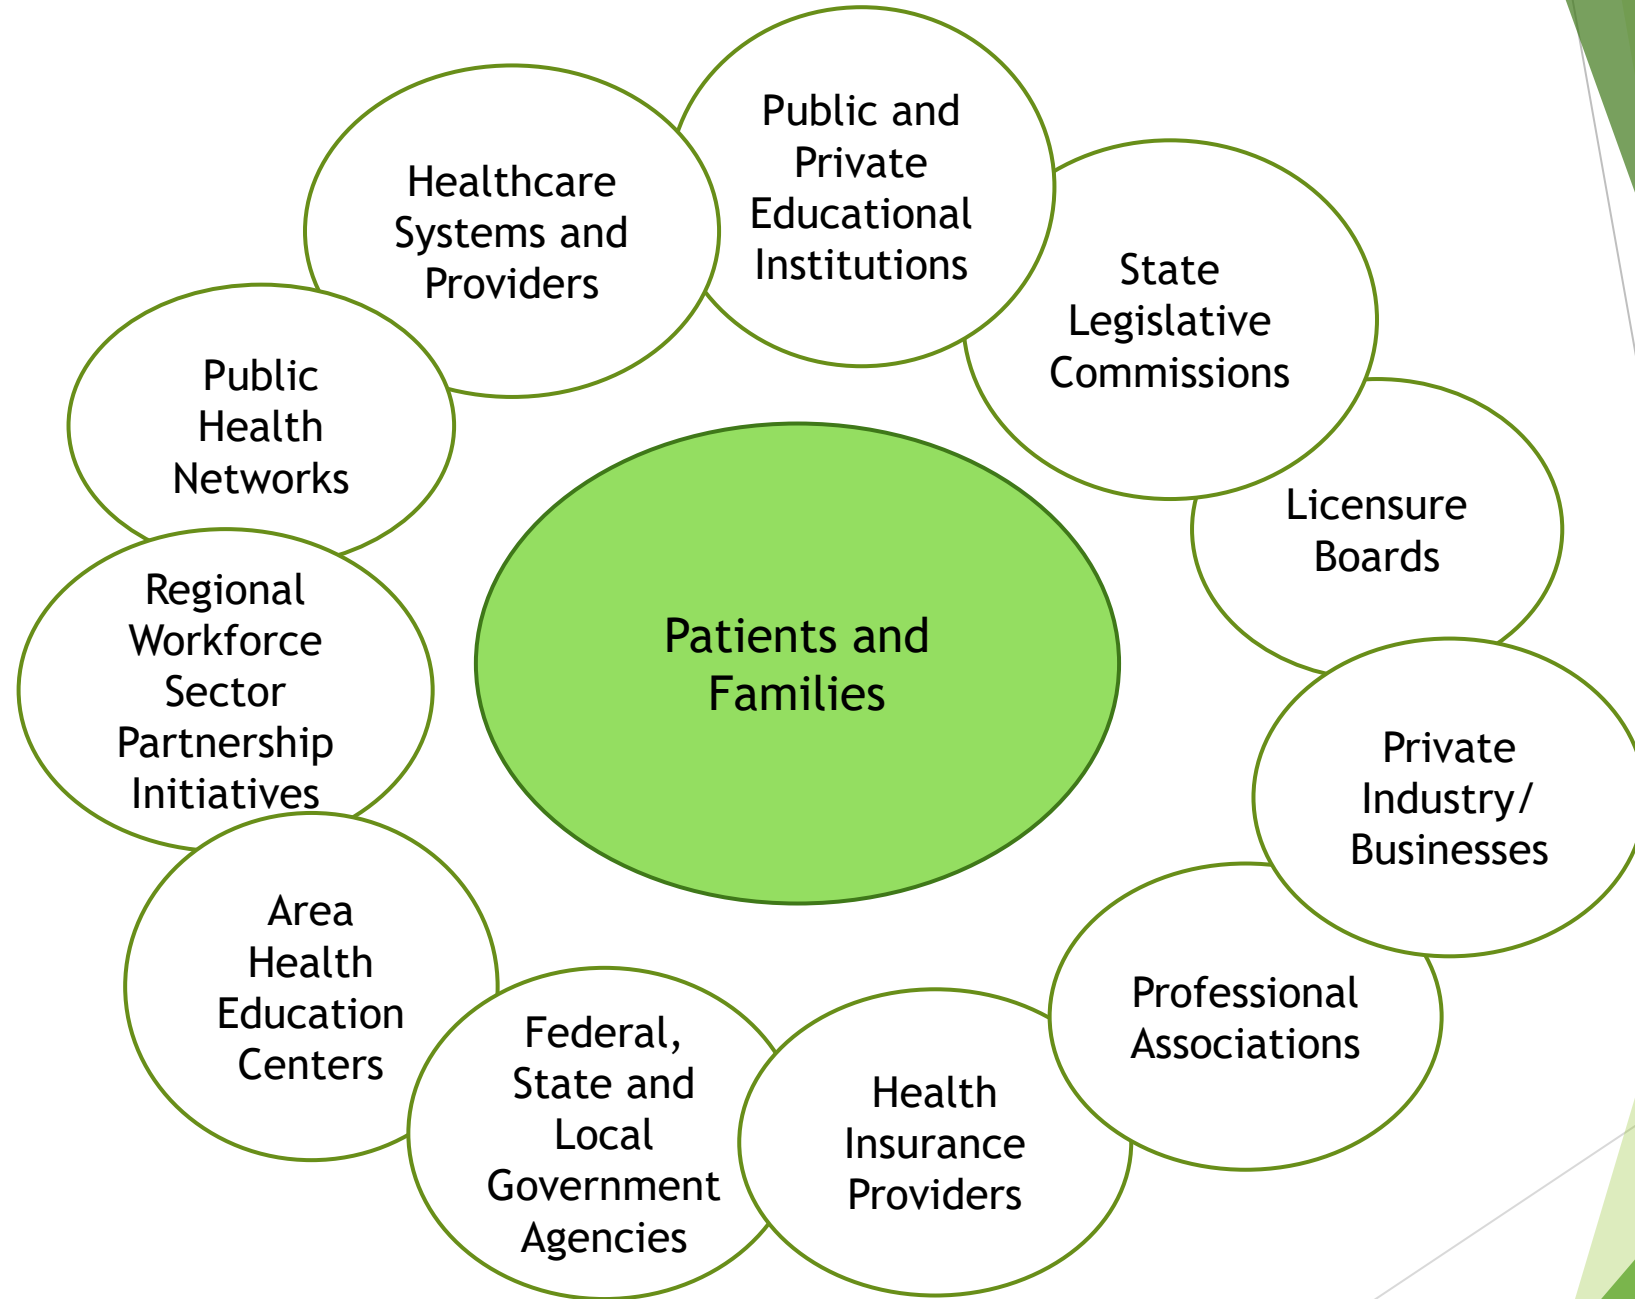 Public and
Private
Educational
Institutions
Healthcare
Systems and
Providers
State
Legislative
Commissions
Public
Health
Networks
Licensure
Boards
Regional
Workforce
Sector
Partnership
Initiatives
Patients and
Families
Private
Industry/
Businesses
Area
Health
Education
Centers
Professional
Associations
Federal,
State and
Local
Government
Agencies
Health
Insurance
Providers